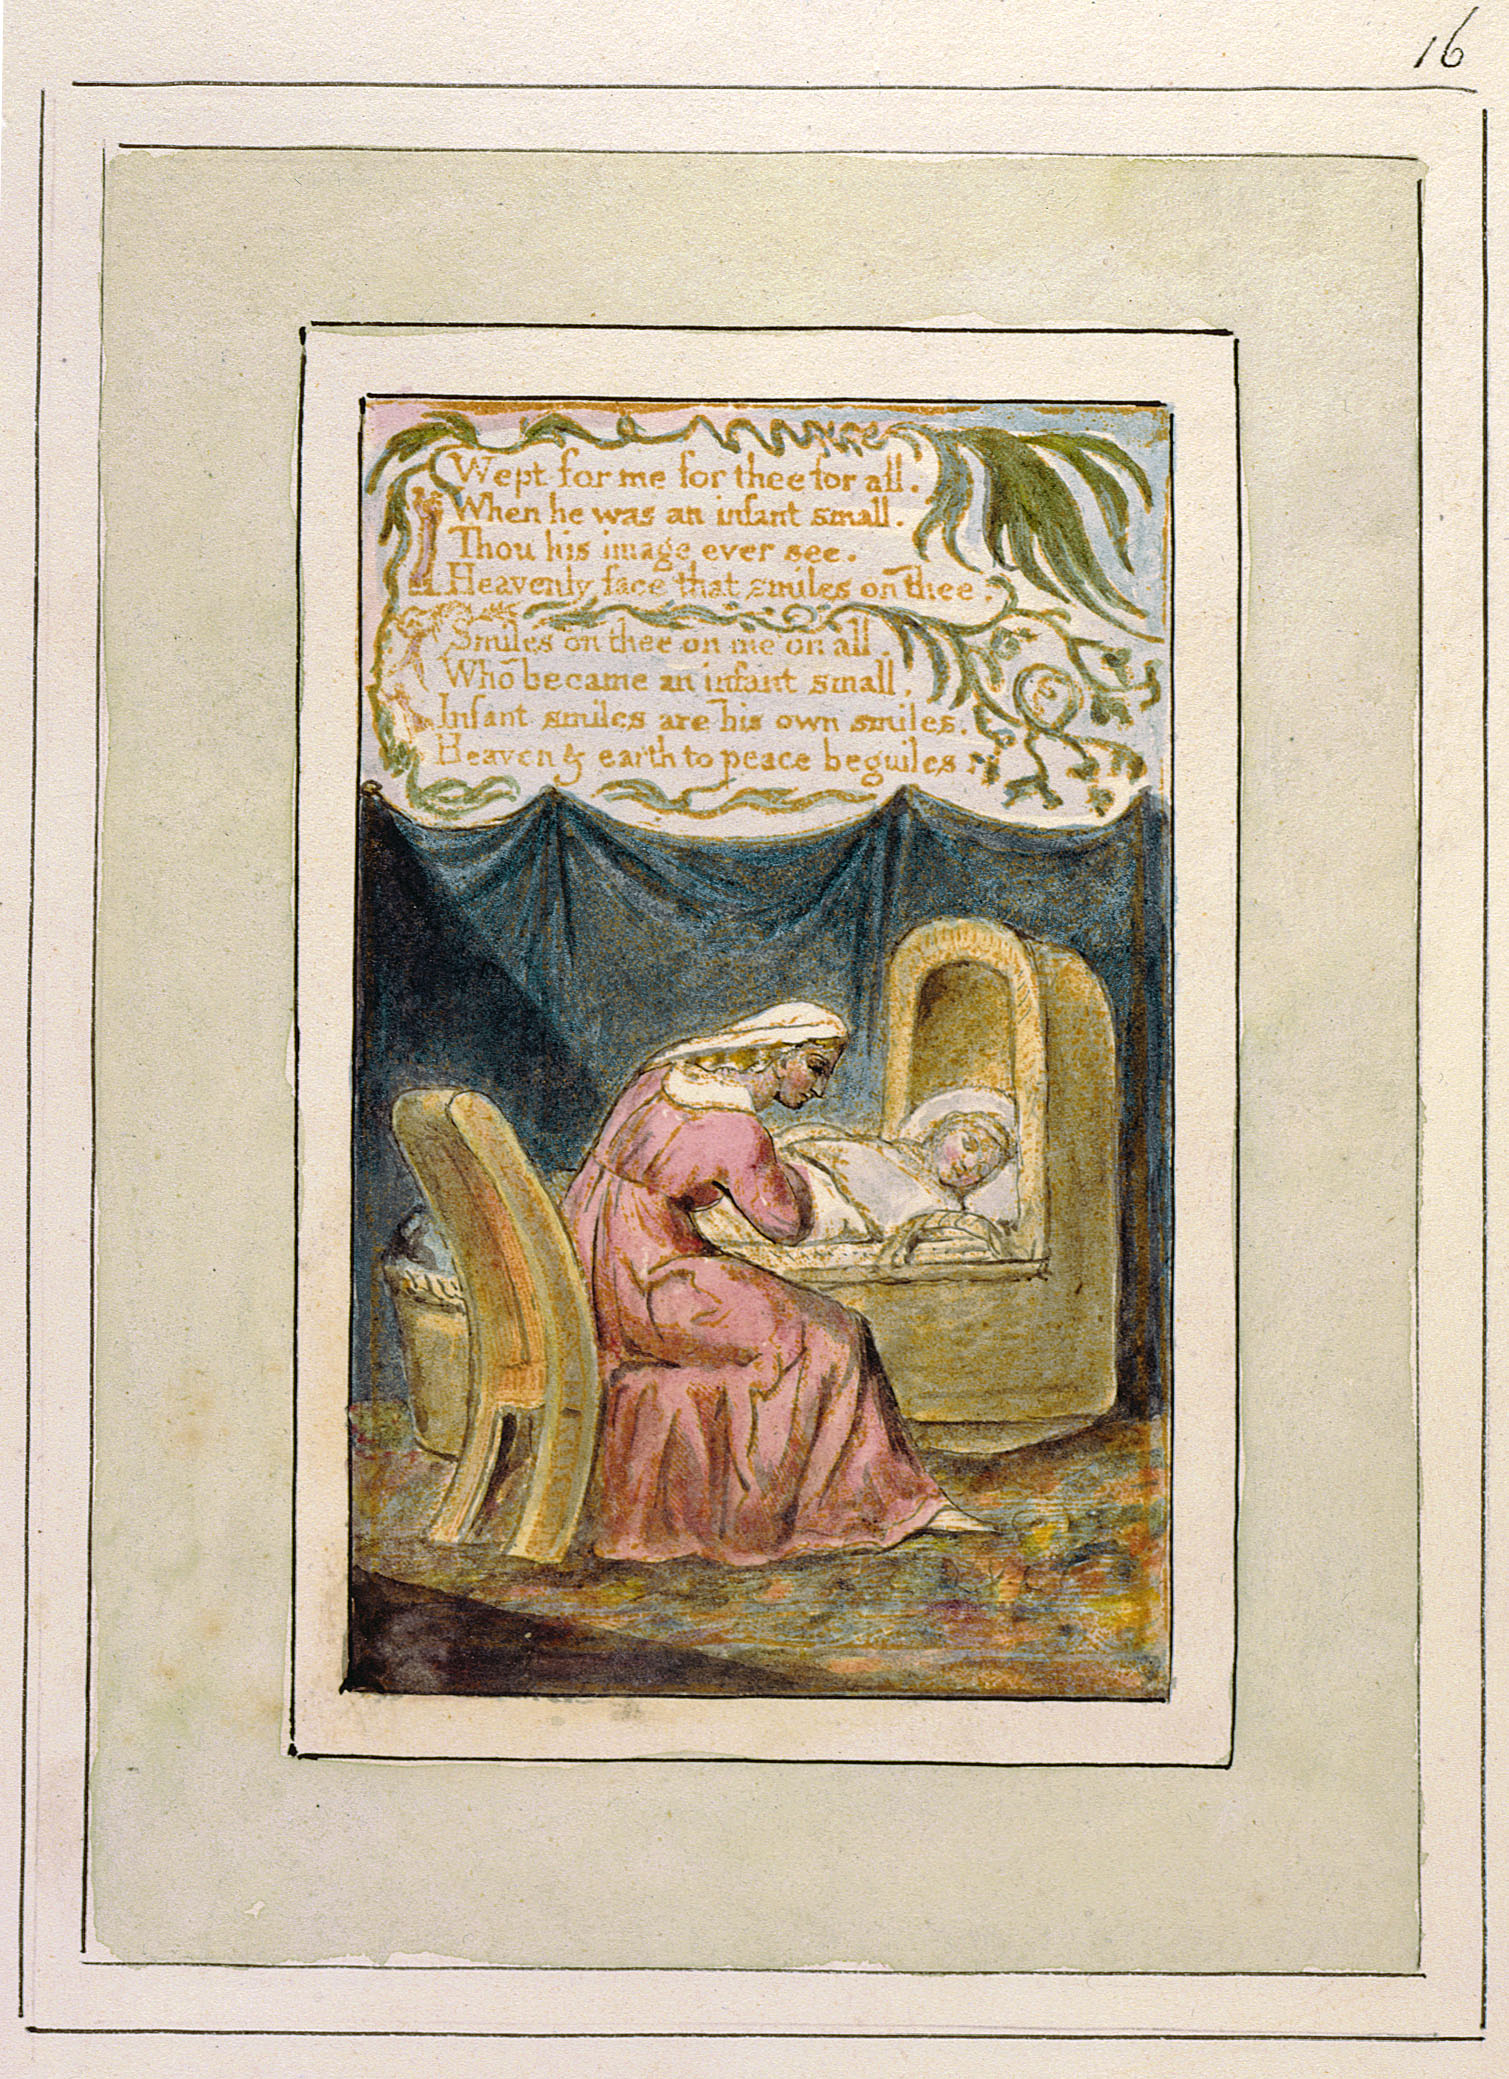 16
Wept for me for thee for all.
When he was an infant small.
Thou his image ever see.
Heavenly face that smiles on thee.
Smiles on thee on me on all.
Who became an infant small,
Infant smiles are his own smiles.
Heaven & earth to peace beguiles.